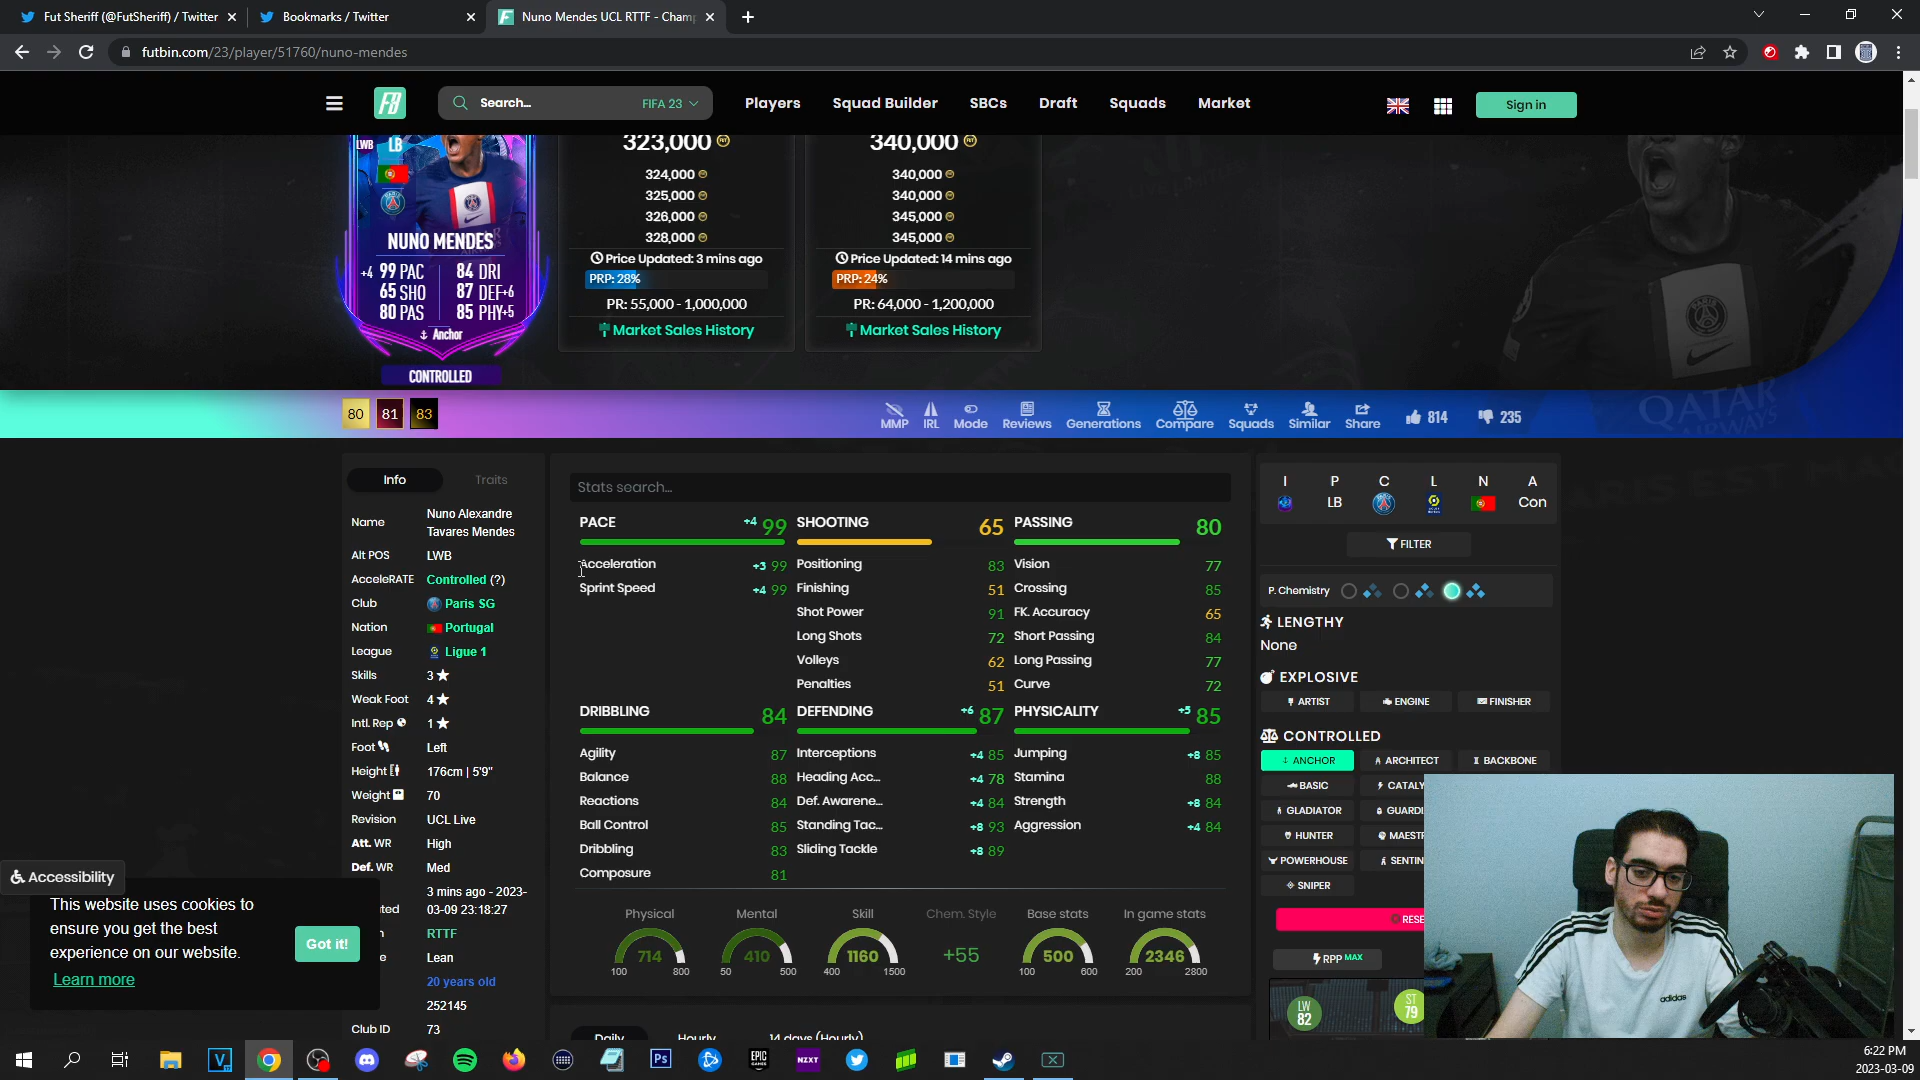 Fut Sheriff (@FutSheriff) / Twitter
Bookmarks / Twitter
Nuno Mendes UCL RTTF - Cham
futbin.com/23/player/51760/nuno-mendes
FB
Search...
FIFA 23
Players
Squad Builder
SBCs
Draft
Squads
Market
Sign in
LWB
LB
NUNO MENDES
+4 99 PAC
84 DRI
65 SHO
87 DEF+6
80 PAS
85 PHY+5
Anchor
CONTROLLED
323,000
324,000
325,000
326,000
328,000
Price Updated: 3 mins ago
PRP: 28%
PR: 55,000 - 1,000,000
Market Sales History
340,000
340,000
340,000
345,000
345,000
Price Updated: 14 mins ago
PRP: 24%
PR: 64,000 - 1,200,000
Market Sales History
QATAR
AIRWAYS
80 81 83
MMP
IRL
Mode
Reviews
Generations
Compare
Squads
Similar
Share
814
235
Info
Traits
Name
Nuno Alexandre
Tavares Mendes
Alt POS
LWB
AcceleRATE
Controlled (?)
Club
Paris SG
Nation
Portugal
League
Ligue 1
Skills
3
Weak Foot
4
Intl. Rep
1
Foot
Left
Height
176cm | 5'9"
Weight
70
Revision
UCL Live
Att. WR
High
Def. WR
Med
3 mins ago - 2023-
03-09 23:18:27
RTTF
Lean
20 years old
252145
Club ID
73
Stats search...
PACE +4 99
Acceleration +3 99
Sprint Speed +4 99
SHOOTING 65
Positioning 83
Finishing 51
Shot Power 91
Long Shots 72
Volleys 62
Penalties 51
PASSING 80
Vision 77
Crossing 85
FK. Accuracy 65
Short Passing 84
Long Passing 77
Curve 72
DRIBBLING 84
Agility 87
Balance 88
Reactions 84
Ball Control 85
Dribbling 83
Composure 81
DEFENDING +6 87
Interceptions +4 85
Heading Acc... +4 78
Def. Awarene... +4 84
Standing Tac... +8 93
Sliding Tackle +8 89
PHYSICALITY +5 85
Jumping +8 85
Stamina 88
Strength +8 84
Aggression +4 84
Physical
714
100 800
Mental
410
50 500
Skill
1160
400 1500
Chem. Style
+55
Base stats
500
100 600
In game stats
2346
200 2800
Daily
Hourly
14 days (Hourly)
I P C L N A
LB
Con
FILTER
P. Chemistry
LENGTHY
None
EXPLOSIVE
ARTIST
ENGINE
FINISHER
CONTROLLED
ANCHOR
ARCHITECT
BACKBONE
BASIC
CATALY
GLADIATOR
GUARDI
HUNTER
MAEST
POWERHOUSE
SENTIN
SNIPER
RESE
RPP MAX
LW
82
ST
79
adidas
Accessibility
This website uses cookies to
ensure you get the best
experience on our website.
Learn more
Got it!
V
Ps
EPIC
GAMES
NZXT
6:22 PM
2023-03-09